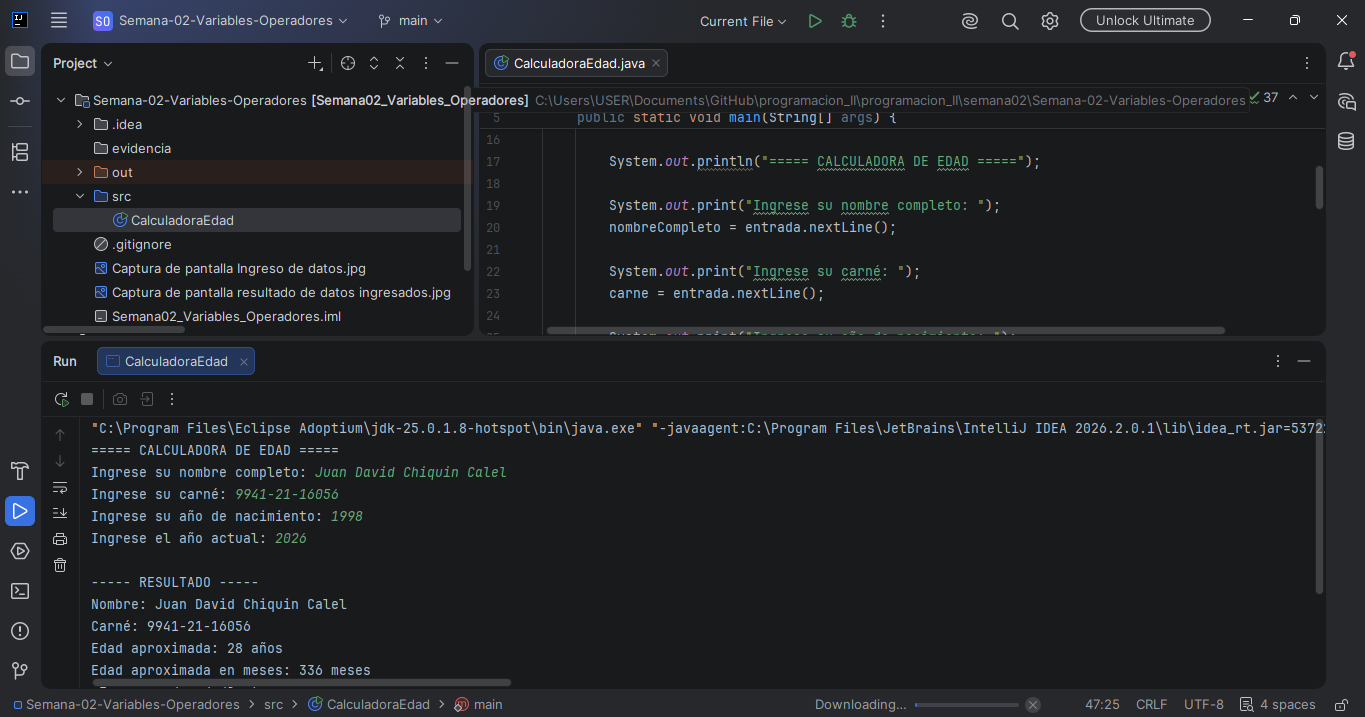 SO Semana-02-Variables-Operadores main Current File Unlock Ultimate
Project
CalculadoraEdad.java
Semana-02-Variables-Operadores [Semana02_Variables_Operadores] C:\Users\USER\Documents\GitHub\programacion_II\programacion_II\semana02\Semana-02-Variables-Operadores
37
.idea
evidencia
out
src
CalculadoraEdad
.gitignore
Captura de pantalla Ingreso de datos.jpg
Captura de pantalla resultado de datos ingresados.jpg
Semana02_Variables_Operadores.iml
5 public static void main(String[] args) {
16
17 System.out.println("===== CALCULADORA DE EDAD =====");
18
19 System.out.print("Ingrese su nombre completo: ");
20 nombreCompleto = entrada.nextLine();
21
22 System.out.print("Ingrese su carné: ");
23 carne = entrada.nextLine();
24
System.out.print("Ingrese su año de nacimiento: ");
Run CalculadoraEdad
"C:\Program Files\Eclipse Adoptium\jdk-25.0.1.8-hotspot\bin\java.exe" "-javaagent:C:\Program Files\JetBrains\IntelliJ IDEA 2026.2.0.1\lib\idea_rt.jar=5372
===== CALCULADORA DE EDAD =====
Ingrese su nombre completo: Juan David Chiquin Calel
Ingrese su carné: 9941-21-16056
Ingrese su año de nacimiento: 1998
Ingrese el año actual: 2026
----- RESULTADO -----
Nombre: Juan David Chiquin Calel
Carné: 9941-21-16056
Edad aproximada: 28 años
Edad aproximada en meses: 336 meses
Semana-02-Variables-Operadores > src > CalculadoraEdad > main Downloading... 47:25 CRLF UTF-8 4 spaces